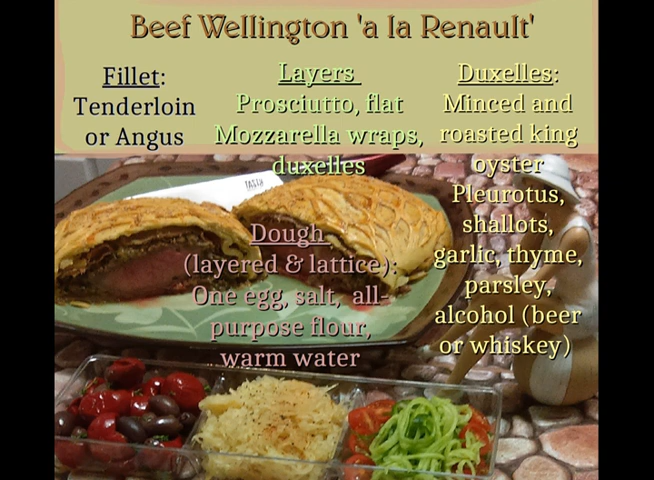 Beef Wellington 'a la Renault'
Fillet:
Tenderloin
or Angus
Layers
Prosciutto, flat
Mozzarella wraps,
duxelles
Duxelles:
Minced and
roasted king
oyster
Pleurotus,
shallots,
garlic, thyme,
parsley,
alcohol (beer
or whiskey)
Dough
(layered & lattice):
One egg, salt, all-
purpose flour,
warm water